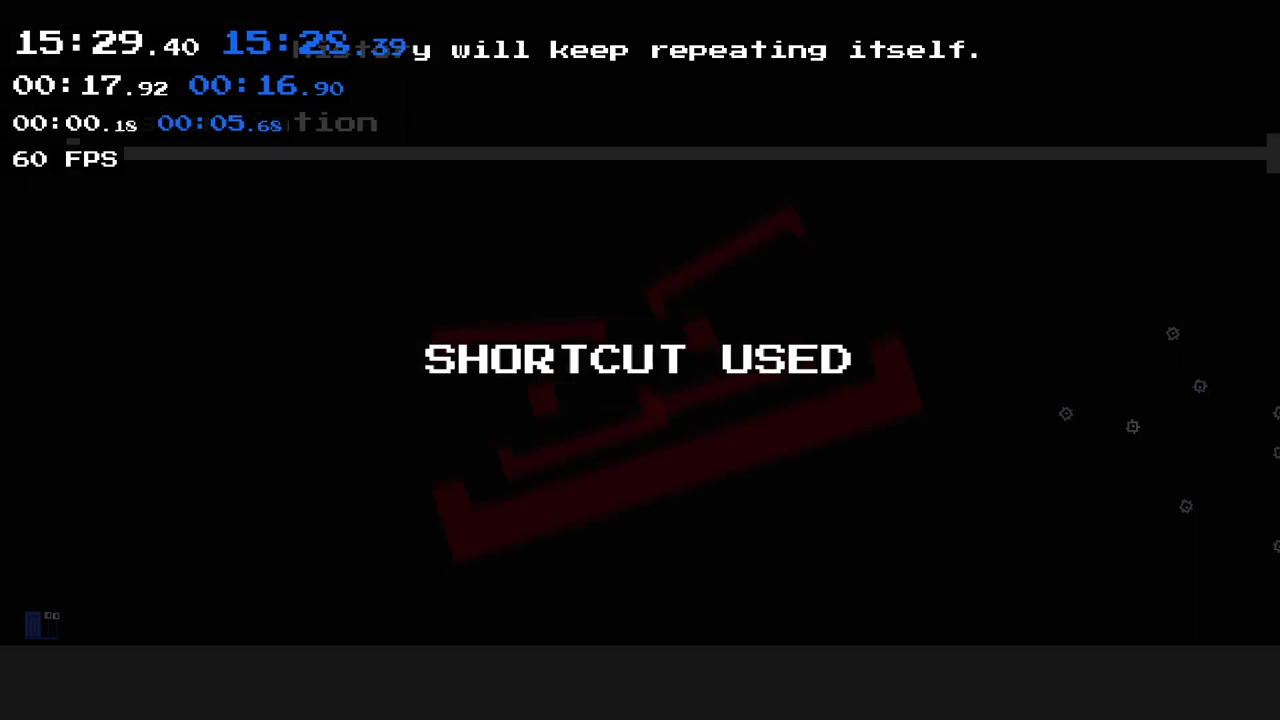 15:29.40 15:28.39
y will keep repeating itself.
00:17.92 00:16.90
00:00.18 00:05.68
tion
60 FPS
SHORTCUT USED